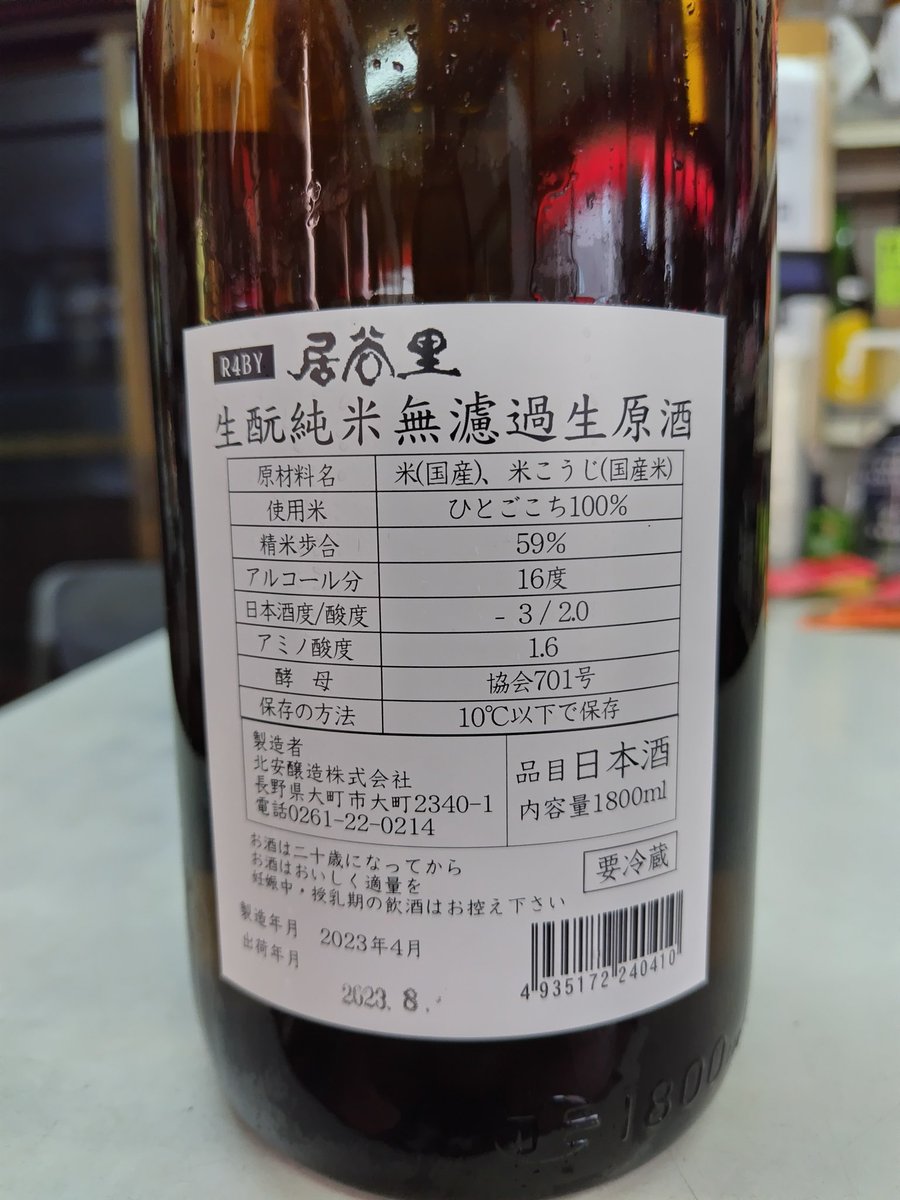 R4BY 居谷里
生酛純米無濾過生原酒
原材料名 米(国産)、米こうじ(国産米)
使用米 ひとごこち100%
精米歩合 59%
アルコール分 16度
日本酒度/酸度 - 3 / 2.0
アミノ酸度 1.6
酵 母 協会701号
保存の方法 10℃以下で保存
製造者
北安醸造株式会社
長野県大町市大町2340-1
電話0261-22-0214
品目日本酒
内容量1800ml
お酒は二十歳になってから
お酒はおいしく適量を
妊娠中・授乳期の飲酒はお控え下さい
要冷蔵
製造年月 2023年4月
出荷年月
2023. 8.
4 935172 240410